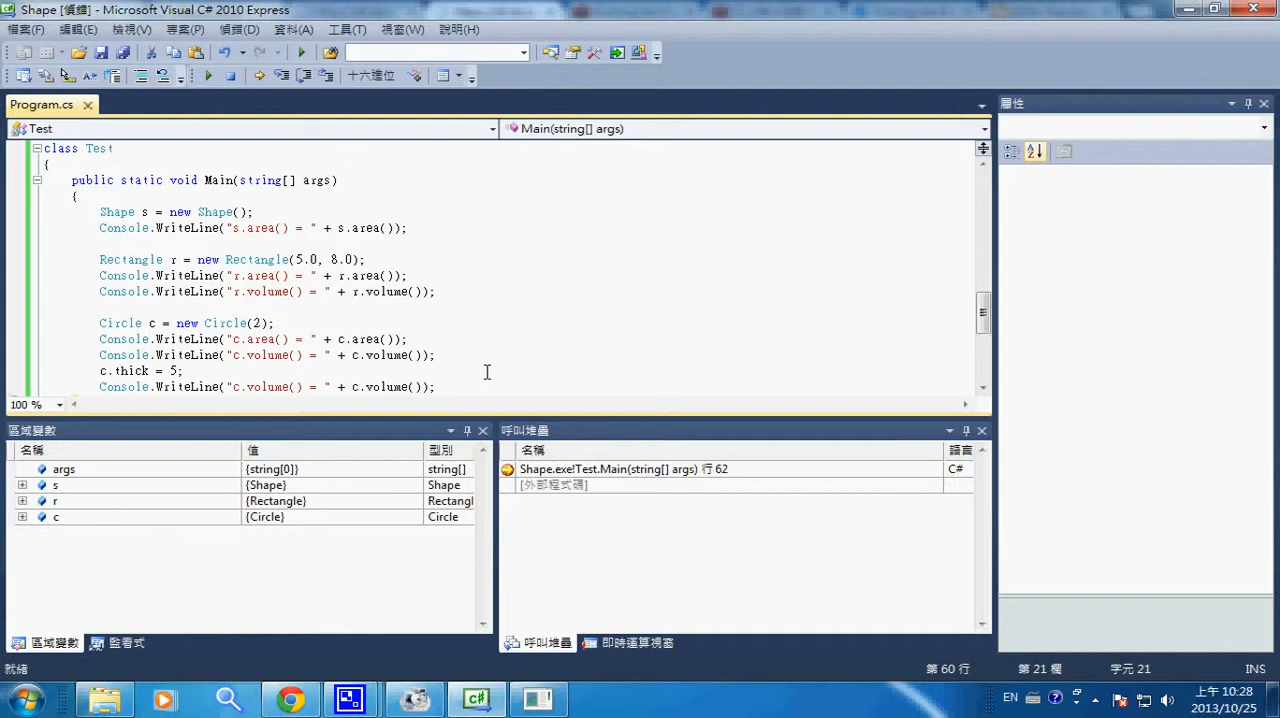 Shape [偵錯] - Microsoft Visual C# 2010 Express
檔案(F) 編輯(E) 檢視(V) 專案(P) 偵錯(D) 資料(A) 工具(T) 視窗(W) 說明(H)
十六進位
Program.cs
屬性
Test Main(string[] args)
class Test
{
public static void Main(string[] args)
{
Shape s = new Shape();
Console.WriteLine("s.area() = " + s.area());
Rectangle r = new Rectangle(5.0, 8.0);
Console.WriteLine("r.area() = " + r.area());
Console.WriteLine("r.volume() = " + r.volume());
Circle c = new Circle(2);
Console.WriteLine("c.area() = " + c.area());
Console.WriteLine("c.volume() = " + c.volume());
c.thick = 5;
Console.WriteLine("c.volume() = " + c.volume());
100 %
區域變數 呼叫堆疊
名稱 值 型別 名稱 語言
args {string[0]} string[] Shape.exe!Test.Main(string[] args) 行 62 C#
s {Shape} Shape [外部程式碼]
r {Rectangle} Rectangl
c {Circle} Circle
區域變數 監看式 呼叫堆疊 即時運算視窗
就緒 第 60 行 第 21 欄 字元 21 INS
EN 上午 10:28
2013/10/25